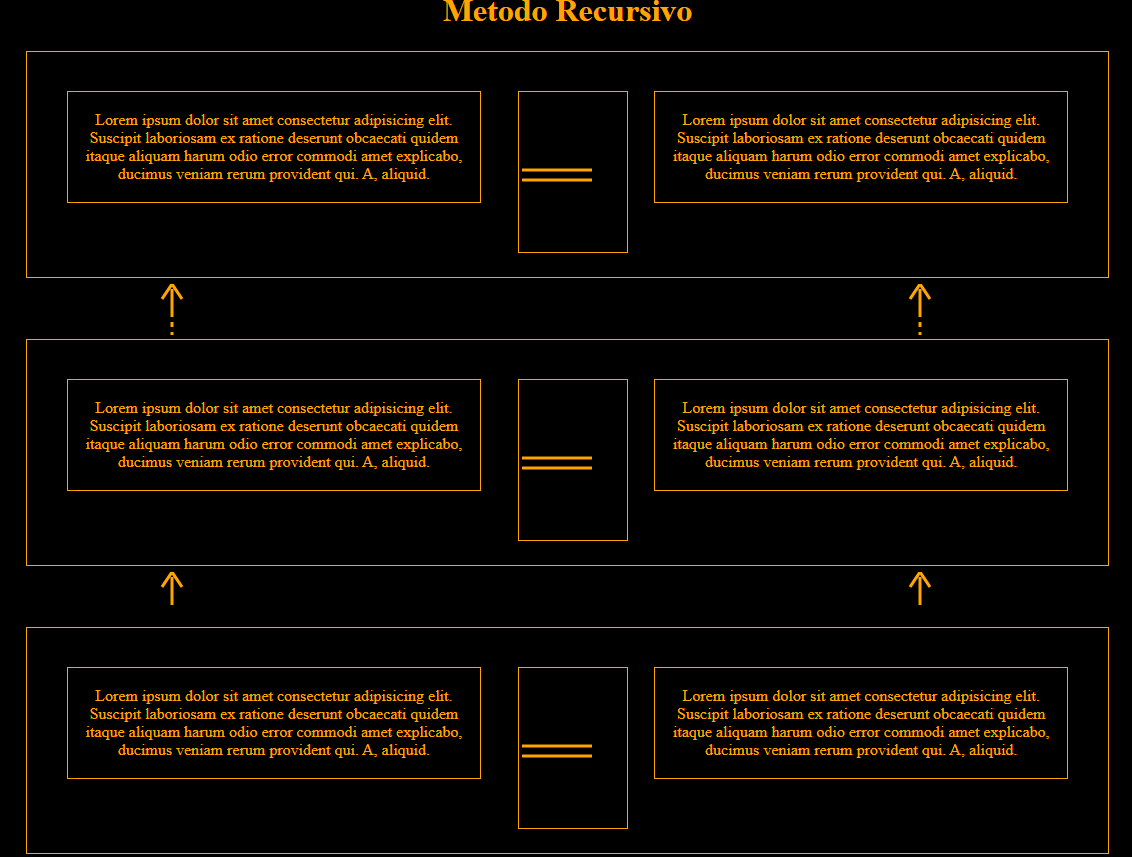 Metodo Recursivo
Lorem ipsum dolor sit amet consectetur adipisicing elit.
Suscipit laboriosam ex ratione deserunt obcaecati quidem
itaque aliquam harum odio error commodi amet explicabo,
ducimus veniam rerum provident qui. A, aliquid.
Lorem ipsum dolor sit amet consectetur adipisicing elit.
Suscipit laboriosam ex ratione deserunt obcaecati quidem
itaque aliquam harum odio error commodi amet explicabo,
ducimus veniam rerum provident qui. A, aliquid.
Lorem ipsum dolor sit amet consectetur adipisicing elit.
Suscipit laboriosam ex ratione deserunt obcaecati quidem
itaque aliquam harum odio error commodi amet explicabo,
ducimus veniam rerum provident qui. A, aliquid.
Lorem ipsum dolor sit amet consectetur adipisicing elit.
Suscipit laboriosam ex ratione deserunt obcaecati quidem
itaque aliquam harum odio error commodi amet explicabo,
ducimus veniam rerum provident qui. A, aliquid.
Lorem ipsum dolor sit amet consectetur adipisicing elit.
Suscipit laboriosam ex ratione deserunt obcaecati quidem
itaque aliquam harum odio error commodi amet explicabo,
ducimus veniam rerum provident qui. A, aliquid.
Lorem ipsum dolor sit amet consectetur adipisicing elit.
Suscipit laboriosam ex ratione deserunt obcaecati quidem
itaque aliquam harum odio error commodi amet explicabo,
ducimus veniam rerum provident qui. A, aliquid.